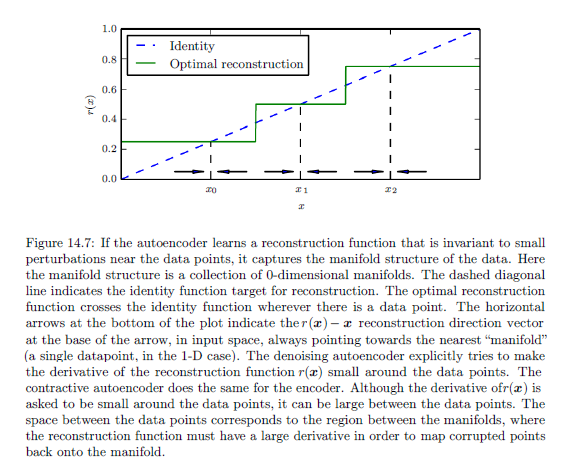 1.0
0.8
0.6
0.4
0.2
0.0
r(x)
Identity
Optimal reconstruction
x0 x1 x2
x
Figure 14.7: If the autoencoder learns a reconstruction function that is invariant to small
perturbations near the data points, it captures the manifold structure of the data. Here
the manifold structure is a collection of 0-dimensional manifolds. The dashed diagonal
line indicates the identity function target for reconstruction. The optimal reconstruction
function crosses the identity function wherever there is a data point. The horizontal
arrows at the bottom of the plot indicate the r(x) − x reconstruction direction vector
at the base of the arrow, in input space, always pointing towards the nearest “manifold”
(a single datapoint, in the 1-D case). The denoising autoencoder explicitly tries to make
the derivative of the reconstruction function r(x) small around the data points. The
contractive autoencoder does the same for the encoder. Although the derivative of r(x) is
asked to be small around the data points, it can be large between the data points. The
space between the data points corresponds to the region between the manifolds, where
the reconstruction function must have a large derivative in order to map corrupted points
back onto the manifold.